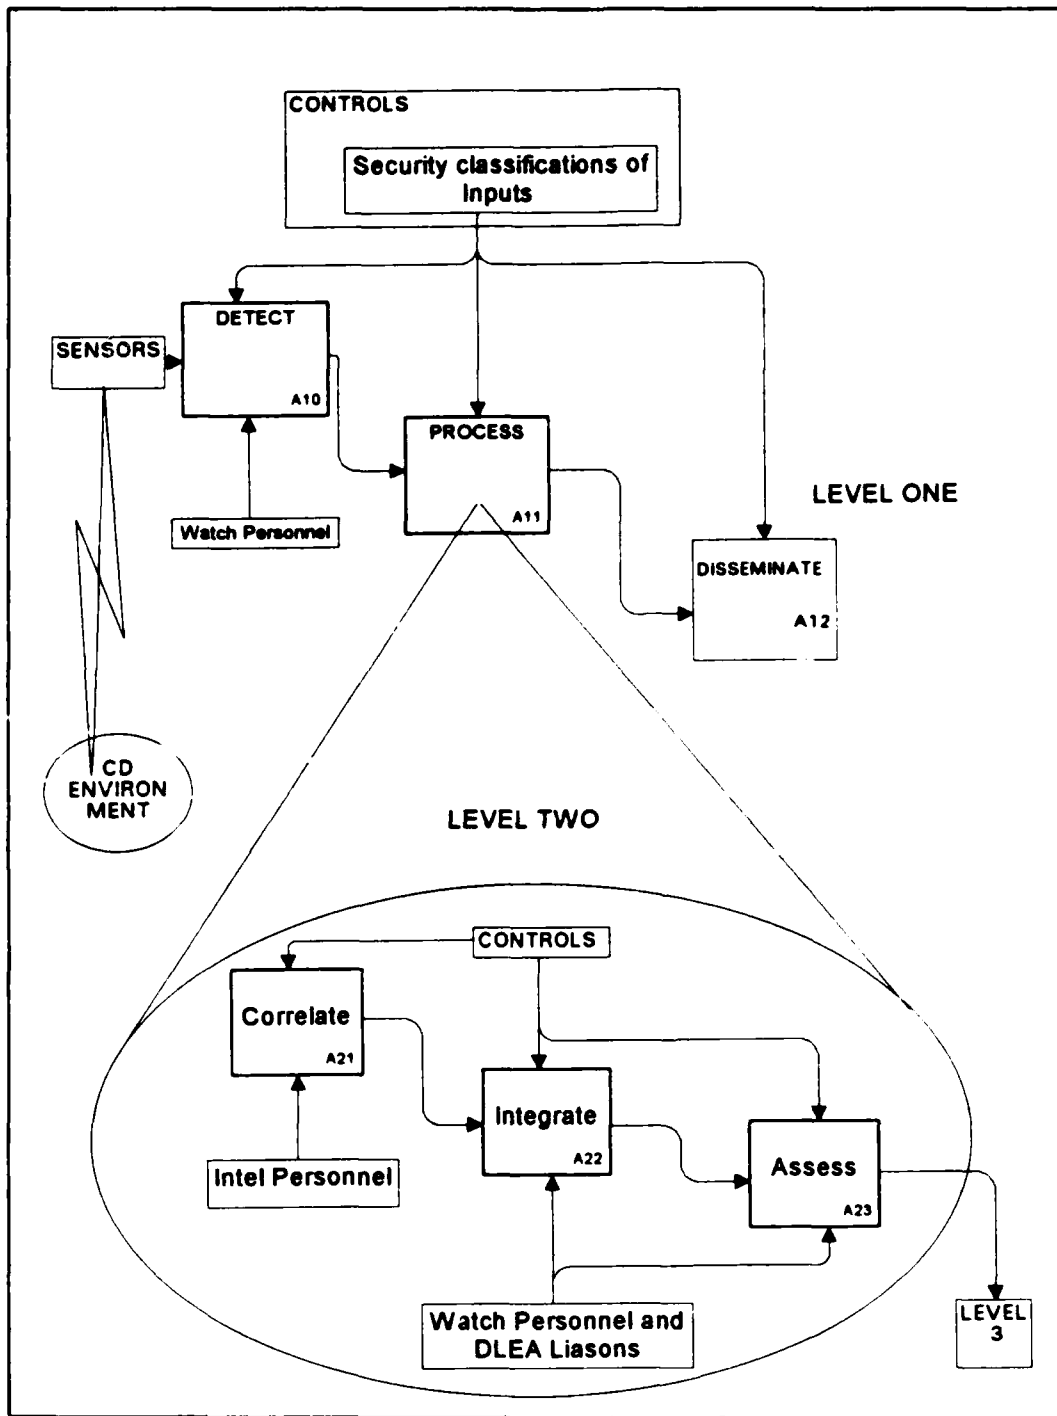 CONTROLS
Security classifications of
Inputs
DETECT
A10
SENSORS
PROCESS
A11
Watch Personnel
LEVEL ONE
DISSEMINATE
A12
CD
ENVIRON
MENT
LEVEL TWO
CONTROLS
Correlate
A21
Integrate
A22
Intel Personnel
Assess
A23
Watch Personnel and
DLEA Liasons
LEVEL
3